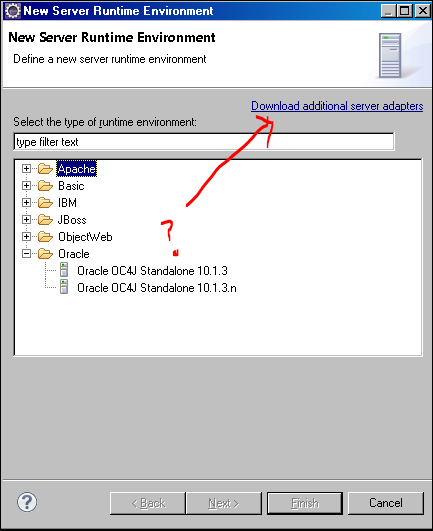 New Server Runtime Environment
New Server Runtime Environment
Define a new server runtime environment
Download additional server adapters
Select the type of runtime environment:
type filter text
Apache
Basic
IBM
JBoss
ObjectWeb
?
Oracle
Oracle OC4J Standalone 10.1.3
Oracle OC4J Standalone 10.1.3.n
?
< Back
Next >
Finish
Cancel